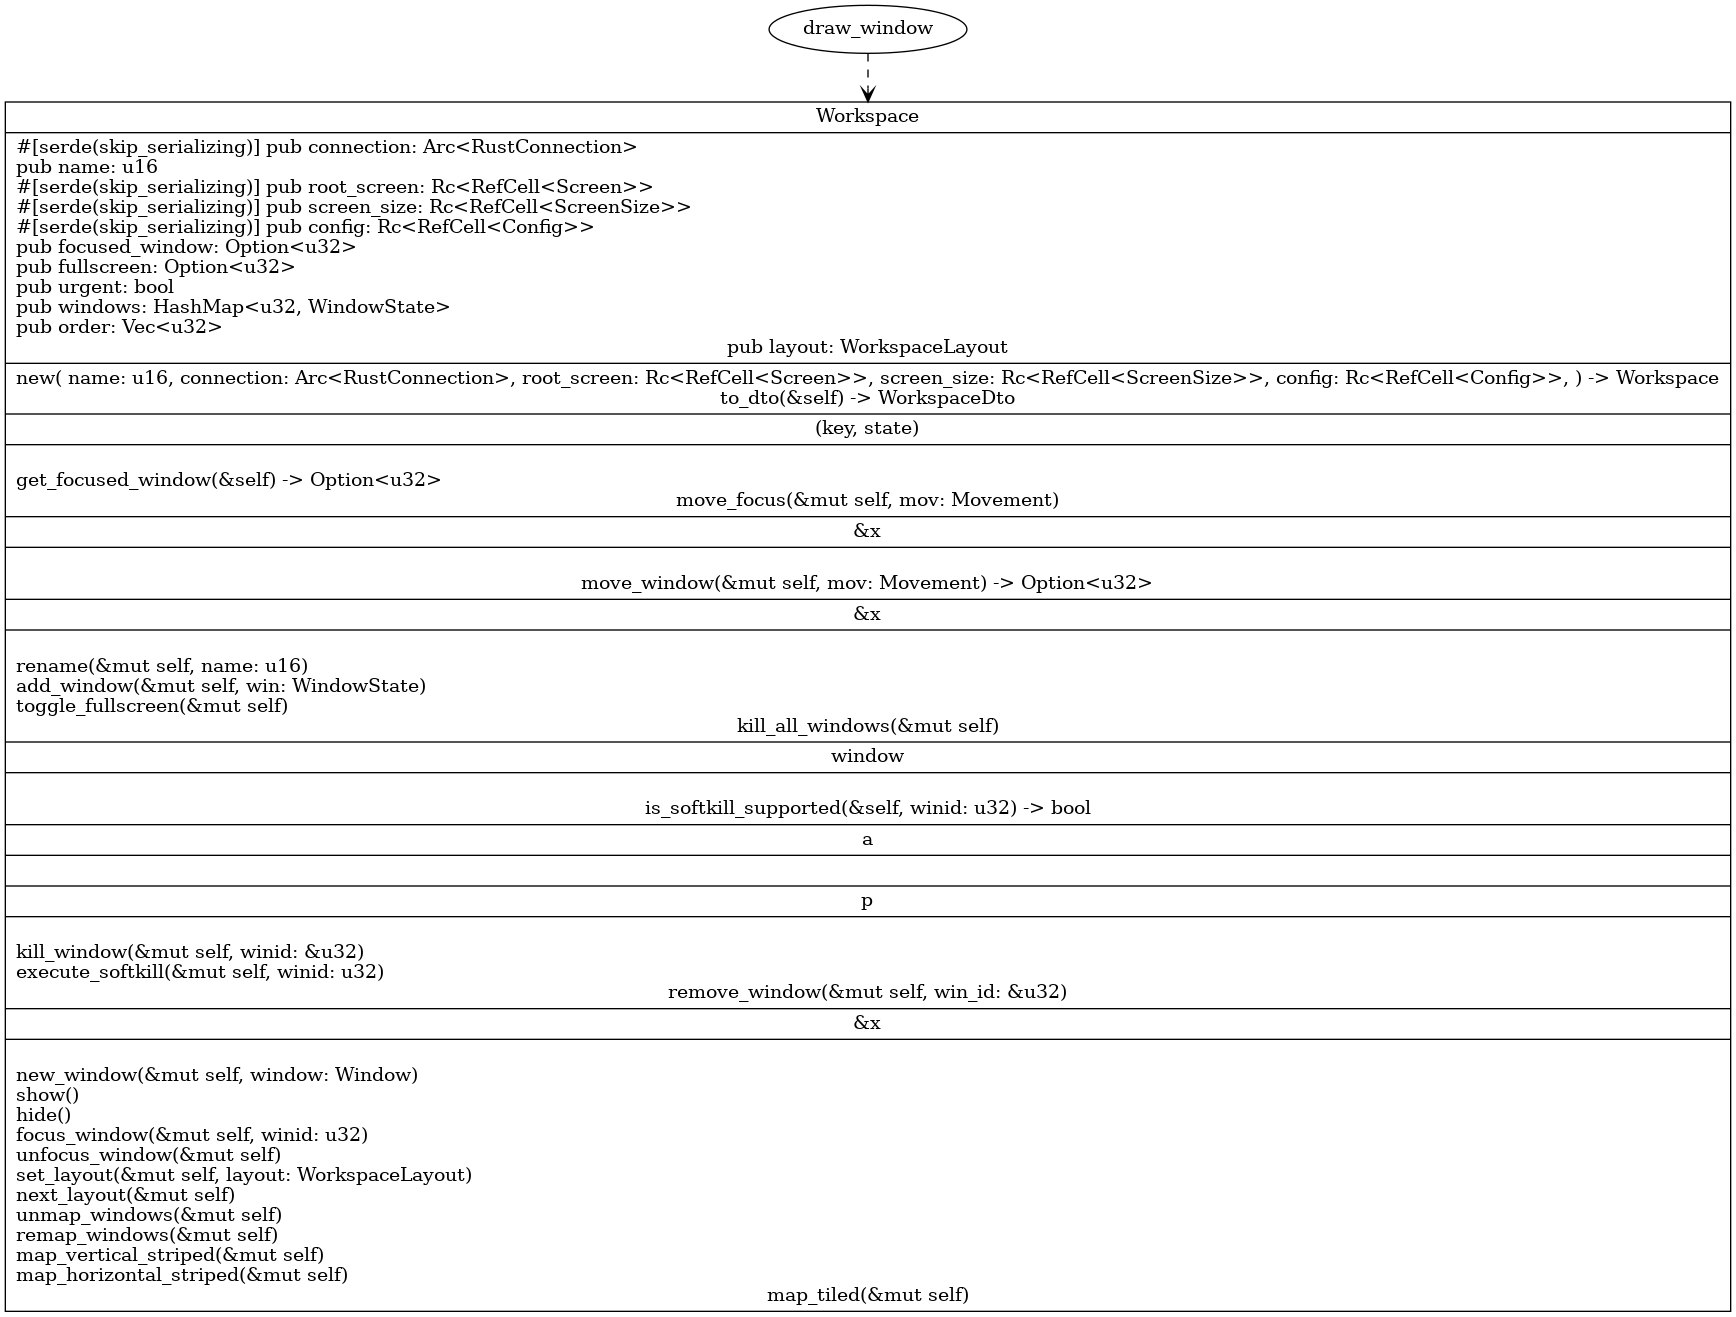 draw_window
Workspace
#[serde(skip_serializing)] pub connection: Arc<RustConnection>
pub name: u16
#[serde(skip_serializing)] pub root_screen: Rc<RefCell<Screen>>
#[serde(skip_serializing)] pub screen_size: Rc<RefCell<ScreenSize>>
#[serde(skip_serializing)] pub config: Rc<RefCell<Config>>
pub focused_window: Option<u32>
pub fullscreen: Option<u32>
pub urgent: bool
pub windows: HashMap<u32, WindowState>
pub order: Vec<u32>
pub layout: WorkspaceLayout
new( name: u16, connection: Arc<RustConnection>, root_screen: Rc<RefCell<Screen>>, screen_size: Rc<RefCell<ScreenSize>>, config: Rc<RefCell<Config>>, ) -> Workspace
to_dto(&self) -> WorkspaceDto
(key, state)
get_focused_window(&self) -> Option<u32>
move_focus(&mut self, mov: Movement)
&x
move_window(&mut self, mov: Movement) -> Option<u32>
&x
rename(&mut self, name: u16)
add_window(&mut self, win: WindowState)
toggle_fullscreen(&mut self)
kill_all_windows(&mut self)
window
is_softkill_supported(&self, winid: u32) -> bool
a
p
kill_window(&mut self, winid: &u32)
execute_softkill(&mut self, winid: u32)
remove_window(&mut self, win_id: &u32)
&x
new_window(&mut self, window: Window)
show()
hide()
focus_window(&mut self, winid: u32)
unfocus_window(&mut self)
set_layout(&mut self, layout: WorkspaceLayout)
next_layout(&mut self)
unmap_windows(&mut self)
remap_windows(&mut self)
map_vertical_striped(&mut self)
map_horizontal_striped(&mut self)
map_tiled(&mut self)